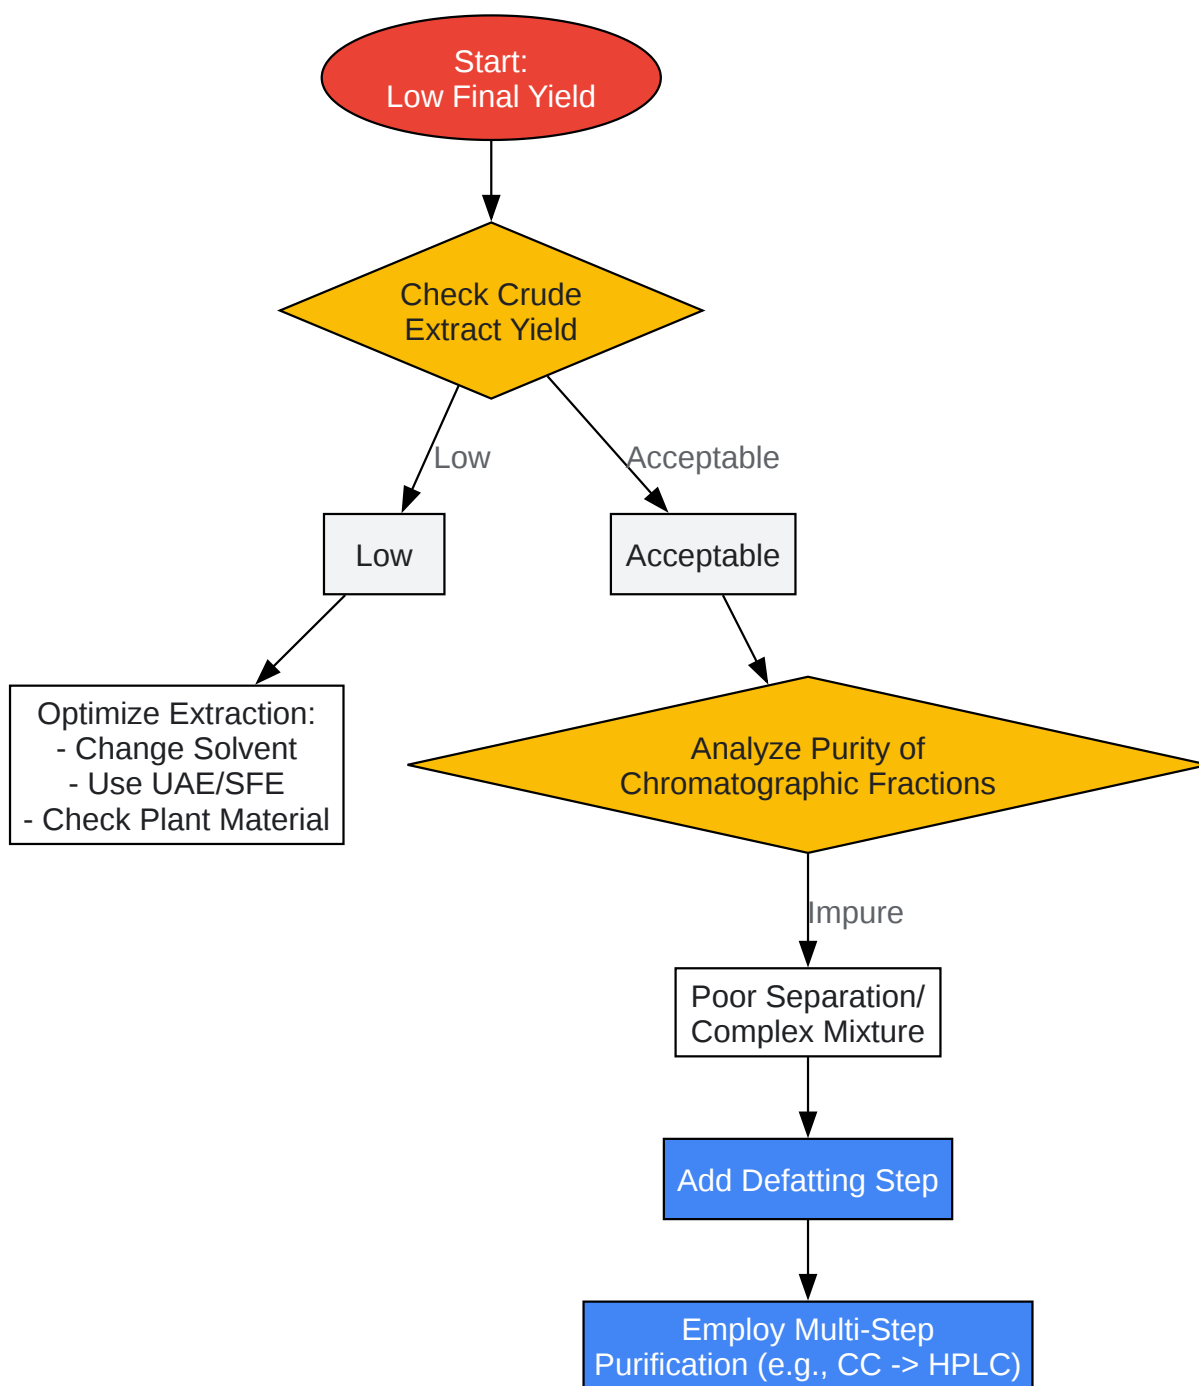 Start:
Low Final Yield
Check Crude
Extract Yield
Low
Acceptable
Low
Acceptable
Optimize Extraction:
- Change Solvent
- Use UAE/SFE
- Check Plant Material
Analyze Purity of
Chromatographic Fractions
Impure
Poor Separation/
Complex Mixture
Add Defatting Step
Employ Multi-Step
Purification (e.g., CC -> HPLC)